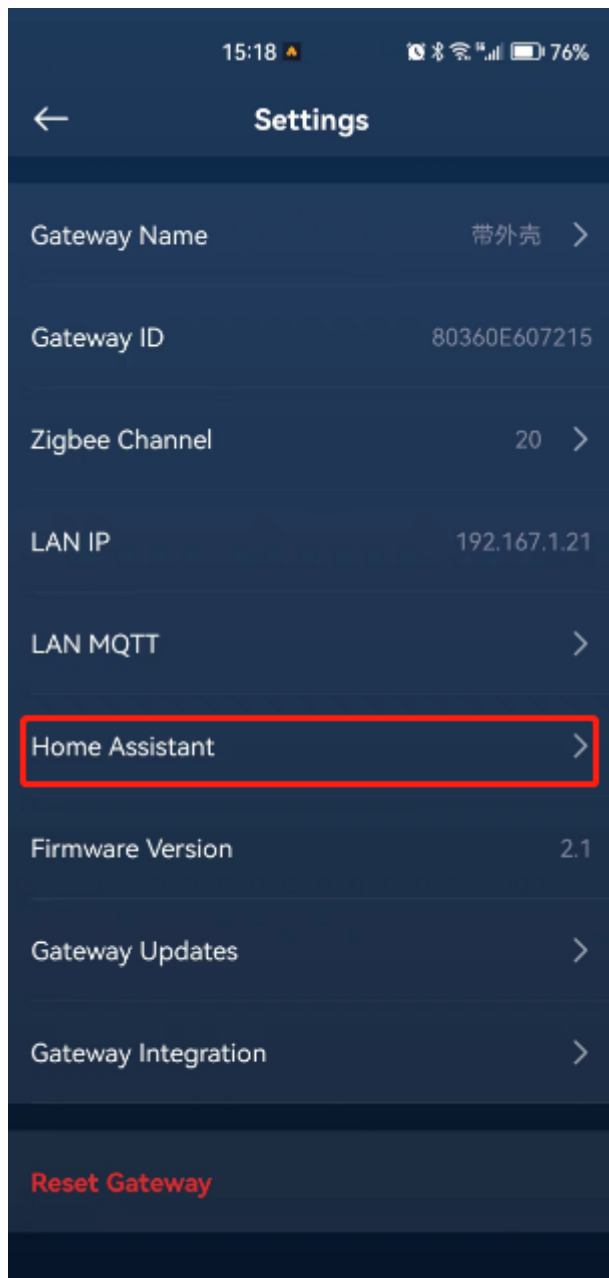 15:18 76%
Settings
Gateway Name 带外壳
Gateway ID 80360E607215
Zigbee Channel 20
LAN IP 192.167.1.21
LAN MQTT
Home Assistant
Firmware Version 2.1
Gateway Updates
Gateway Integration
Reset Gateway